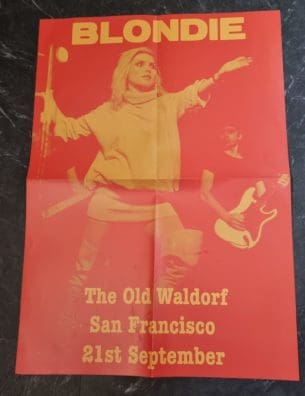 BLONDIE
The Old Waldorf
San Francisco
21st September